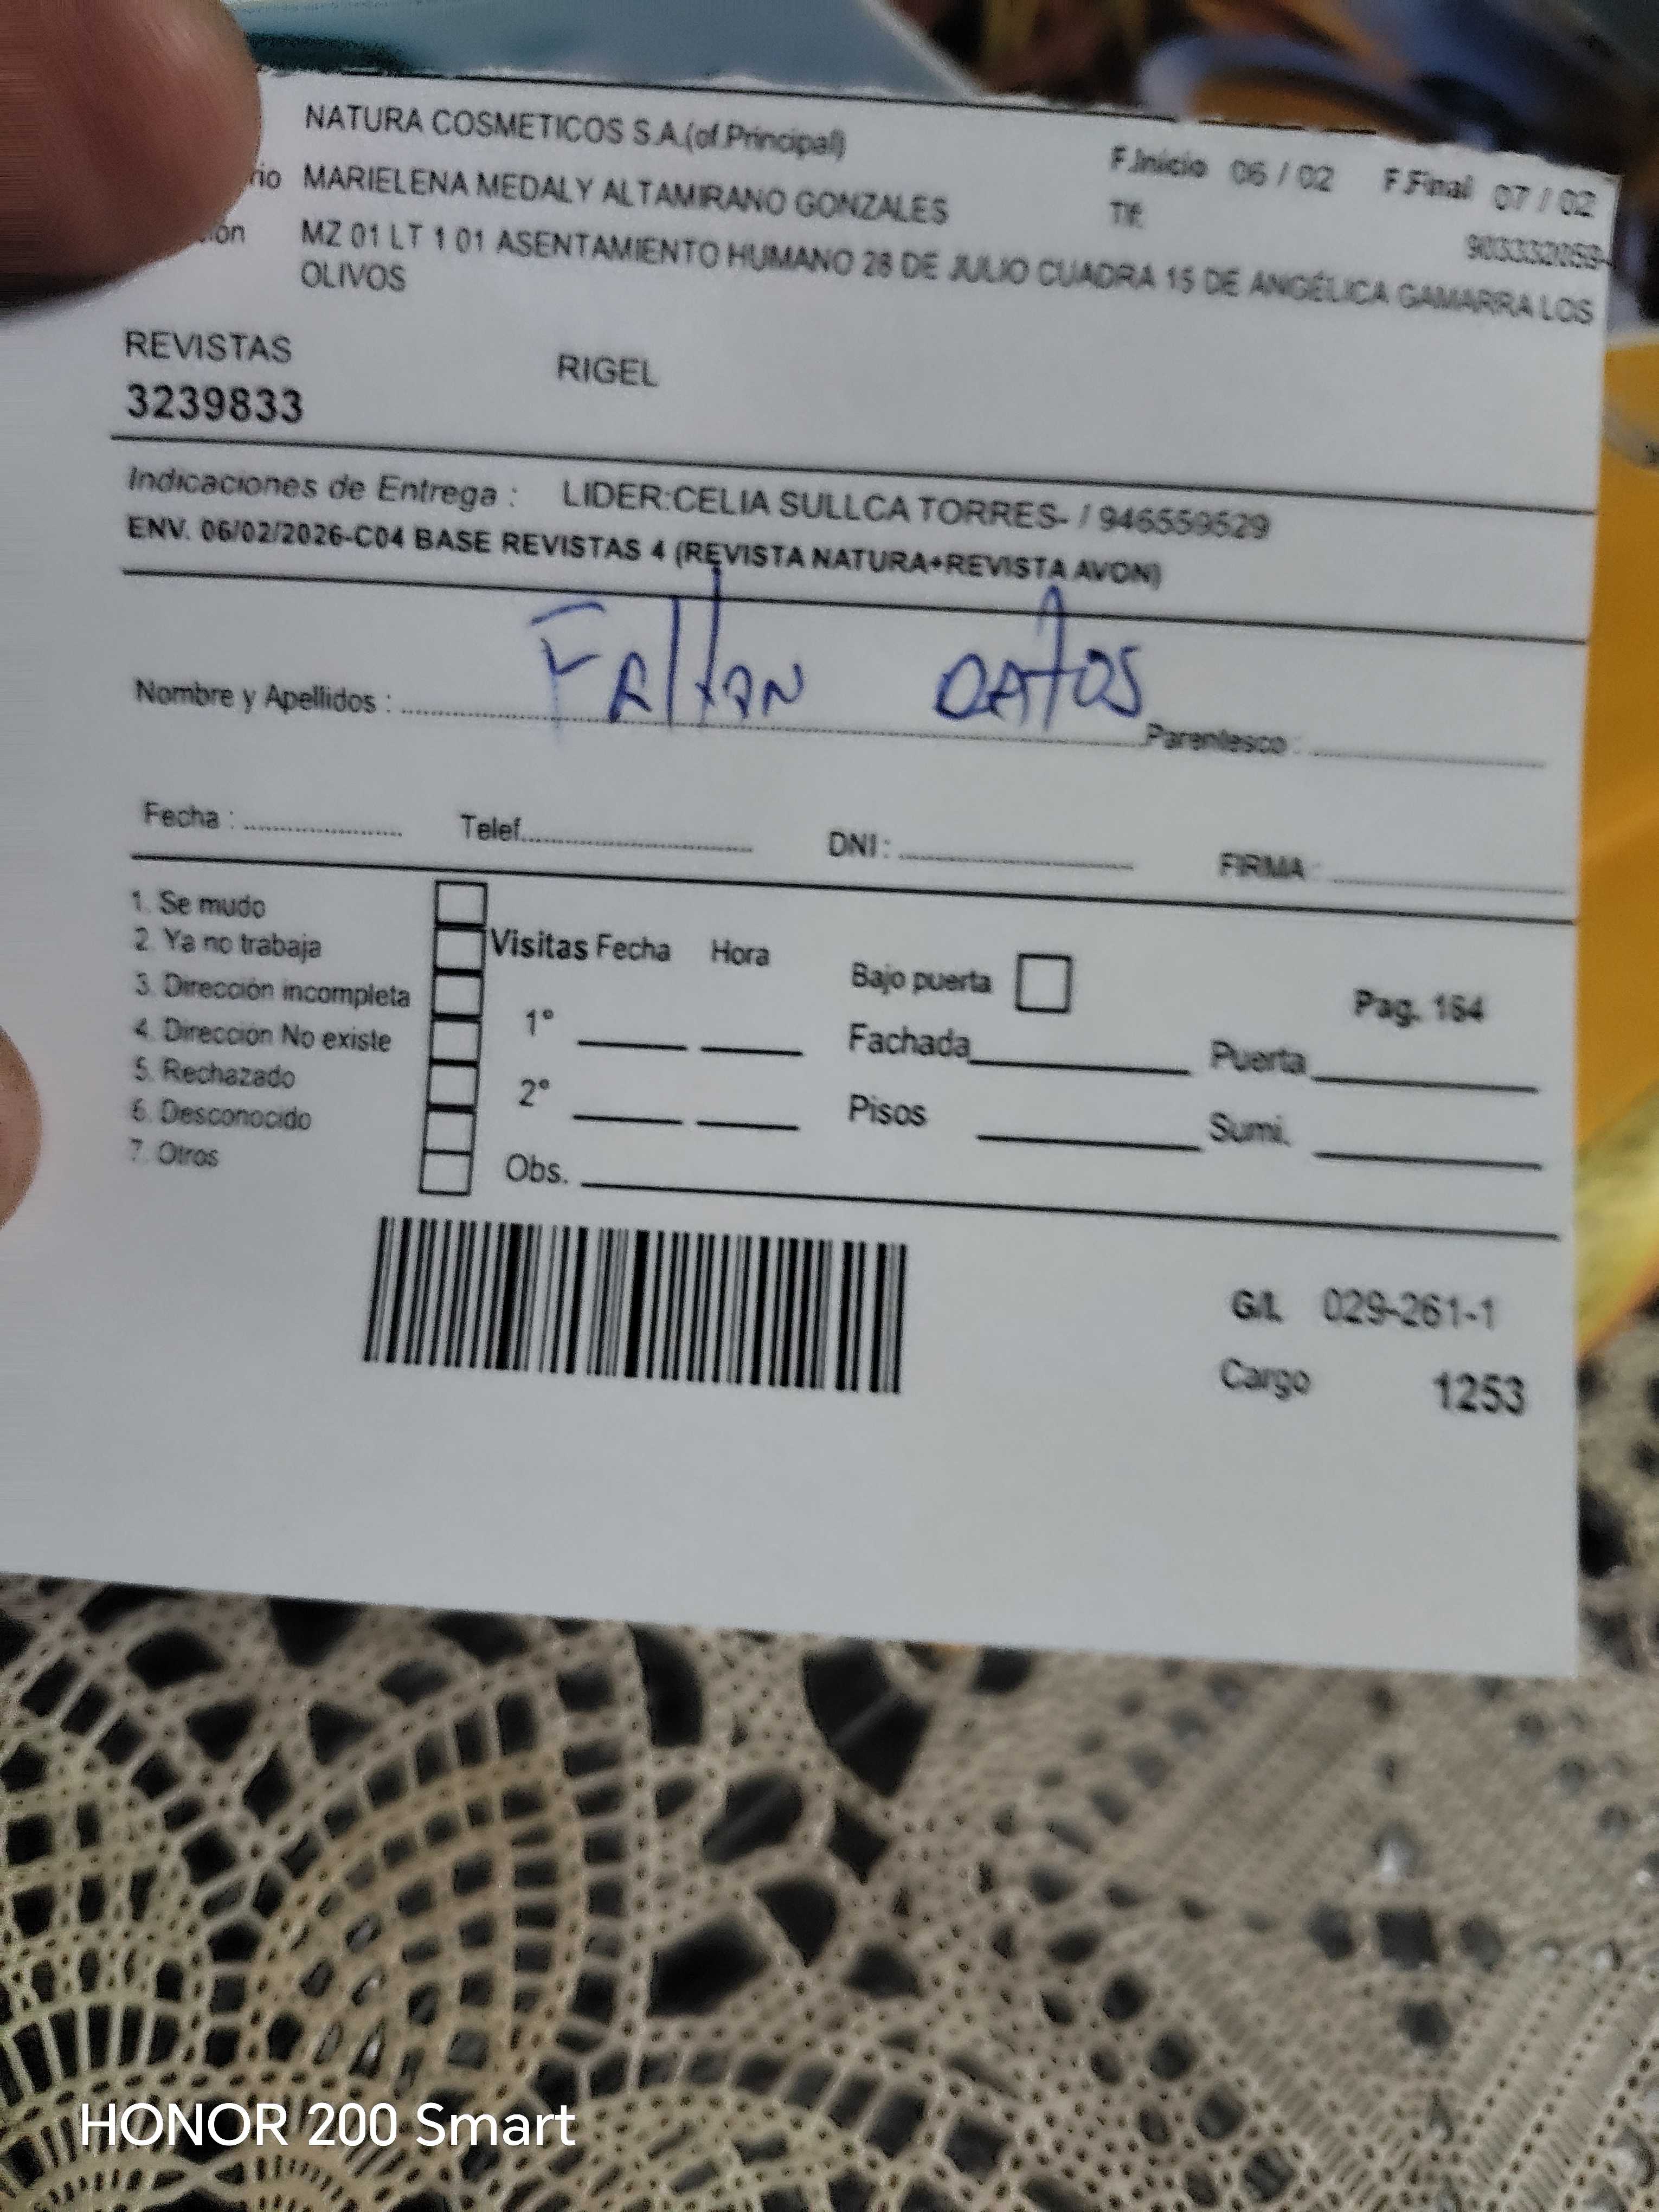 NATURA COSMETICOS S.A.(of.Principal) F.Inicio 06 / 02 F.Final 07 / 02
rio MARIELENA MEDALY ALTAMIRANO GONZALES Tlf:
MZ 01 LT 1 01 ASENTAMIENTO HUMANO 28 DE JULIO CUADRA 15 DE ANGÉLICA GAMARRA LOS
OLIVOS
REVISTAS RIGEL
3239833
Indicaciones de Entrega : LIDER:CELIA SULLCA TORRES- / 946559529
ENV. 06/02/2026-C04 BASE REVISTAS 4 (REVISTA NATURA+REVISTA AVON)
Faltan datos
Nombre y Apellidos : Parentesco :
Fecha : Telef. DNI : FIRMA :
1. Se mudo
2. Ya no trabaja Visitas Fecha Hora
3. Dirección incompleta Bajo puerta Pag. 164
4. Dirección No existe 1° Fachada Puerta
5. Rechazado
6. Desconocido 2° Pisos Sumi.
7. Otros Obs.
G/L 029-261-1
Cargo 1253
HONOR 200 Smart